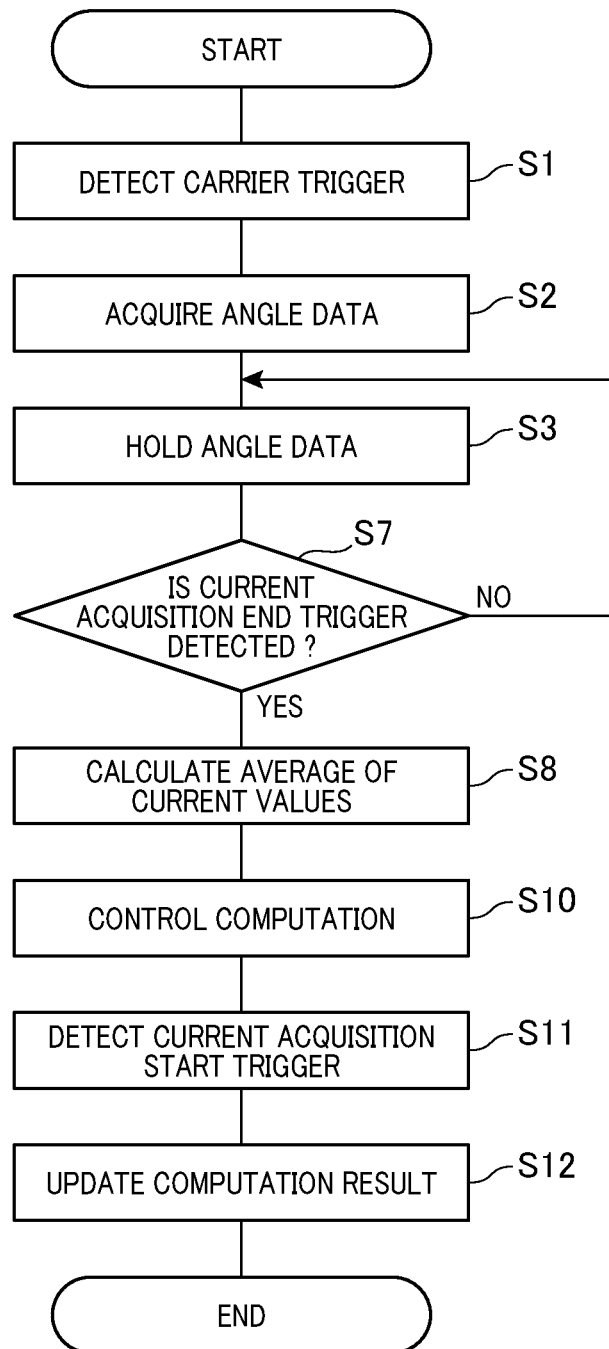 START
DETECT CARRIER TRIGGER
S1
ACQUIRE ANGLE DATA
S2
HOLD ANGLE DATA
S3
S7
IS CURRENT
ACQUISITION END TRIGGER
DETECTED ?
NO
YES
CALCULATE AVERAGE OF
CURRENT VALUES
S8
CONTROL COMPUTATION
S10
DETECT CURRENT ACQUISITION
START TRIGGER
S11
UPDATE COMPUTATION RESULT
S12
END